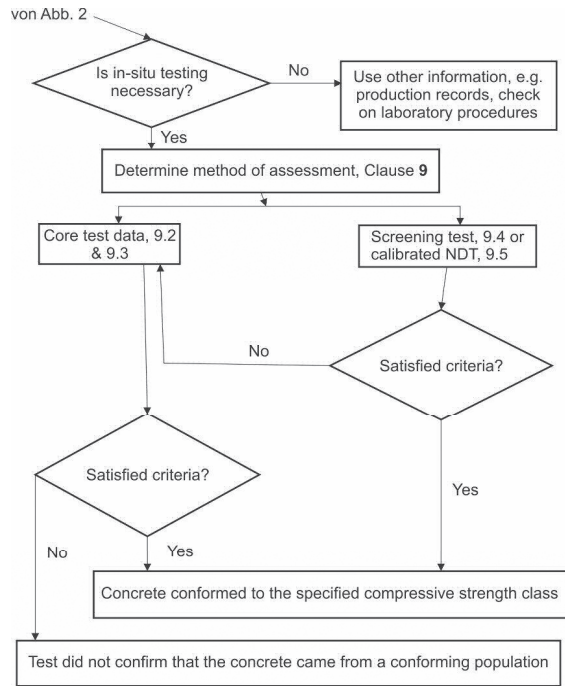 von Abb. 2
Is in-situ testing
necessary?
No
Use other information, e.g.
production records, check
on laboratory procedures
Yes
Determine method of assessment, Clause 9
Core test data, 9.2
& 9.3
Screening test, 9.4 or
calibrated NDT, 9.5
No
Satisfied criteria?
Satisfied criteria?
Yes
No
Yes
Concrete conformed to the specified compressive strength class
Test did not confirm that the concrete came from a conforming population